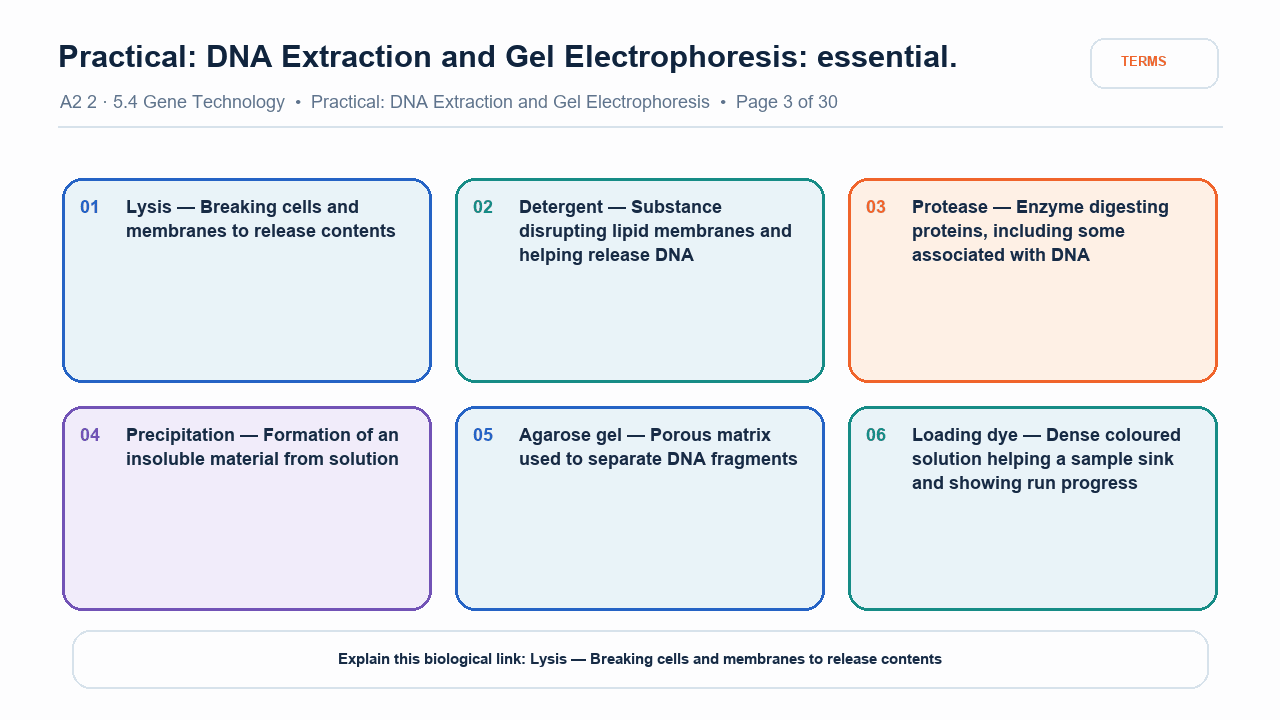 Practical: DNA Extraction and Gel Electrophoresis: essential.
TERMS
A2 2 · 5.4 Gene Technology • Practical: DNA Extraction and Gel Electrophoresis • Page 3 of 30
01 Lysis — Breaking cells and
membranes to release contents
02 Detergent — Substance
disrupting lipid membranes and
helping release DNA
03 Protease — Enzyme digesting
proteins, including some
associated with DNA
04 Precipitation — Formation of an
insoluble material from solution
05 Agarose gel — Porous matrix
used to separate DNA fragments
06 Loading dye — Dense coloured
solution helping a sample sink
and showing run progress
Explain this biological link: Lysis — Breaking cells and membranes to release contents